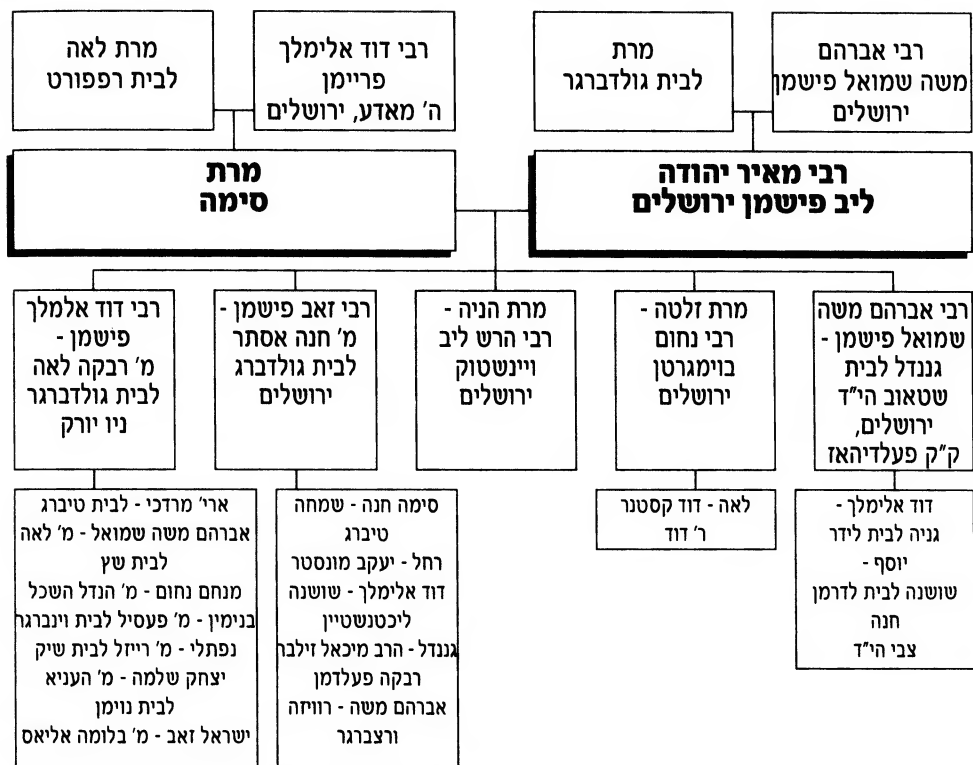 רבי אברהם
משה שמואל פישמן
ירושלים
מרת
לבית גולדברגר
רבי דוד אלימלך
פריימן
ה' מאדע, ירושלים
מרת לאה
לבית רפפורט
רבי מאיר יהודה
ליב פישמן ירושלים
מרת
סימה
רבי אברהם משה
שמואל פישמן -
גננדל לבית
שטאוב הי"ד
ירושלים,
ק"ק פעלדיהאז
מרת זלטה -
רבי נחום
בוימגרטן
ירושלים
מרת הניה -
רבי הרש ליב
ויינשטוק
ירושלים
רבי זאב פישמן -
מ' חנה אסתר
לבית גולדברג
ירושלים
רבי דוד אלמלך
פישמן -
מ' רבקה לאה
לבית גולדברגר
ניו יורק
דוד אלימלך -
גניה לבית לידר
יוסף -
שושנה לבית לדרמן
חנה
צבי הי"ד
לאה - דוד קסטנר
ר' דוד
סימה חנה - שמחה
טיברג
רחל - יעקב מונסטר
דוד אלימלך - שושנה
ליכטנשטיין
גננדל - הרב מיכאל זילבר
רבקה פעלדמן
אברהם משה - רוויזה
ורצברגר
ארי' מרדכי - לבית טיברג
אברהם משה שמואל - מ' לאה
לבית שץ
מנחם נחום - מ' הנדל השכל
בנימין - מ' פעסיל לבית וינברגר
נפתלי - מ' רייזל לבית שיק
יצחק שלמה - מ' העניא
לבית נוימן
ישראל זאב - מ' בלומה אליאס